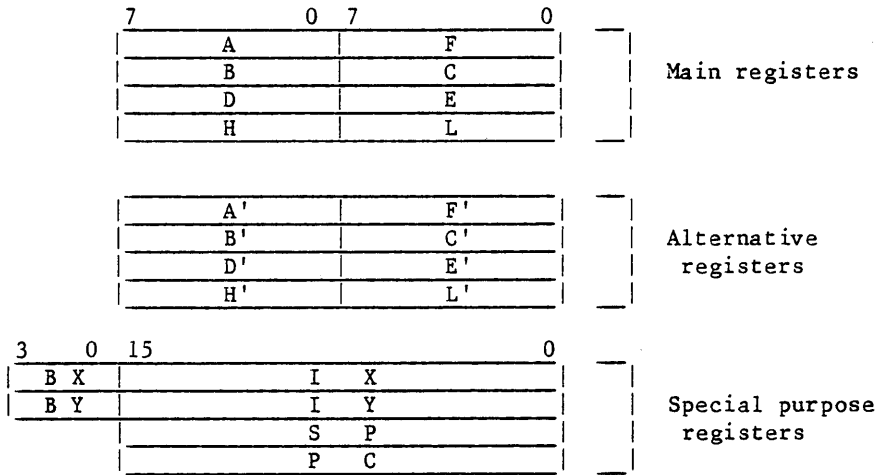 7 0 7 0
A F
B C
D E
H L
Main registers
A' F'
B' C'
D' E'
H' L'
Alternative
registers
3 0 15 0
B X I X
B Y I Y
S P
P C
Special purpose
registers